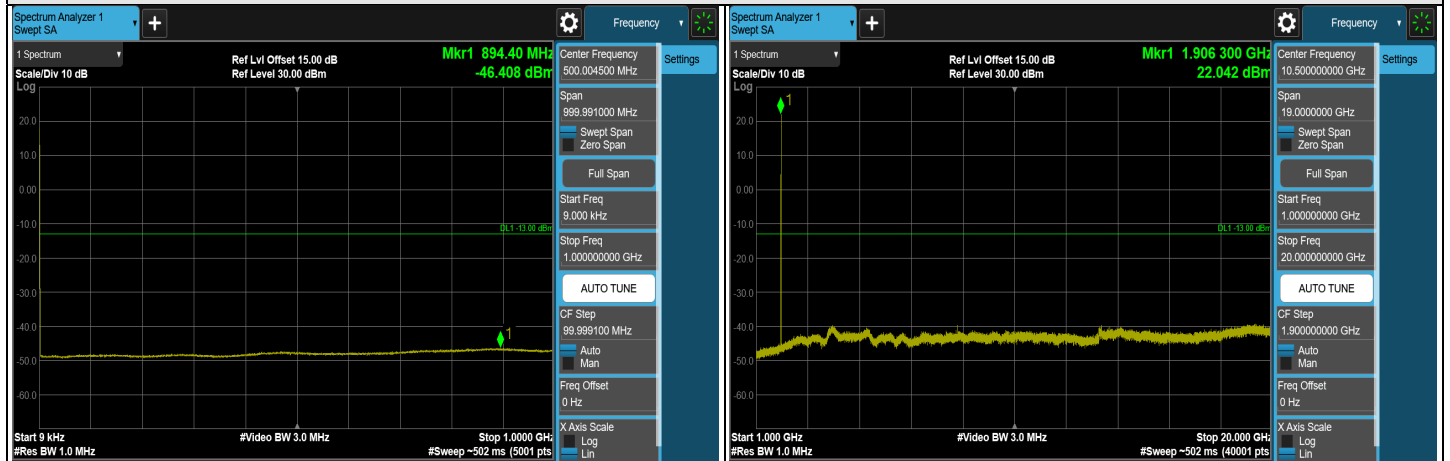 Spectrum Analyzer 1
Swept SA
+
Frequency
1 Spectrum
Scale/Div 10 dB
Log
Ref Lvl Offset 15.00 dB
Ref Level 30.00 dBm
Mkr1 894.40 MHz
-46.408 dBm
1
20.0
10.0
0.00
-10.0
-20.0
-30.0
-40.0
-50.0
-60.0
DL1 -13.00 dBm
Start 9 kHz
#Res BW 1.0 MHz
#Video BW 3.0 MHz
Stop 1.0000 GHz
#Sweep ~502 ms (5001 pts
Center Frequency
500.004500 MHz
Span
999.991000 MHz
Swept Span
Zero Span
Full Span
Start Freq
9.000 kHz
Stop Freq
1.000000000 GHz
AUTO TUNE
CF Step
99.999100 MHz
Auto
Man
Freq Offset
0 Hz
X Axis Scale
Log
Lin
Settings
Spectrum Analyzer 1
Swept SA
+
Frequency
1 Spectrum
Scale/Div 10 dB
Log
Ref Lvl Offset 15.00 dB
Ref Level 30.00 dBm
Mkr1 1.906 300 GHz
22.042 dBm
1
20.0
10.0
0.00
-10.0
-20.0
-30.0
-40.0
-50.0
-60.0
DL1 -13.00 dBm
Start 1.000 GHz
#Res BW 1.0 MHz
#Video BW 3.0 MHz
Stop 20.000 GHz
#Sweep ~502 ms (40001 pts
Center Frequency
10.500000000 GHz
Span
19.0000000 GHz
Swept Span
Zero Span
Full Span
Start Freq
1.000000000 GHz
Stop Freq
20.000000000 GHz
AUTO TUNE
CF Step
1.900000000 GHz
Auto
Man
Freq Offset
0 Hz
X Axis Scale
Log
Lin
Settings